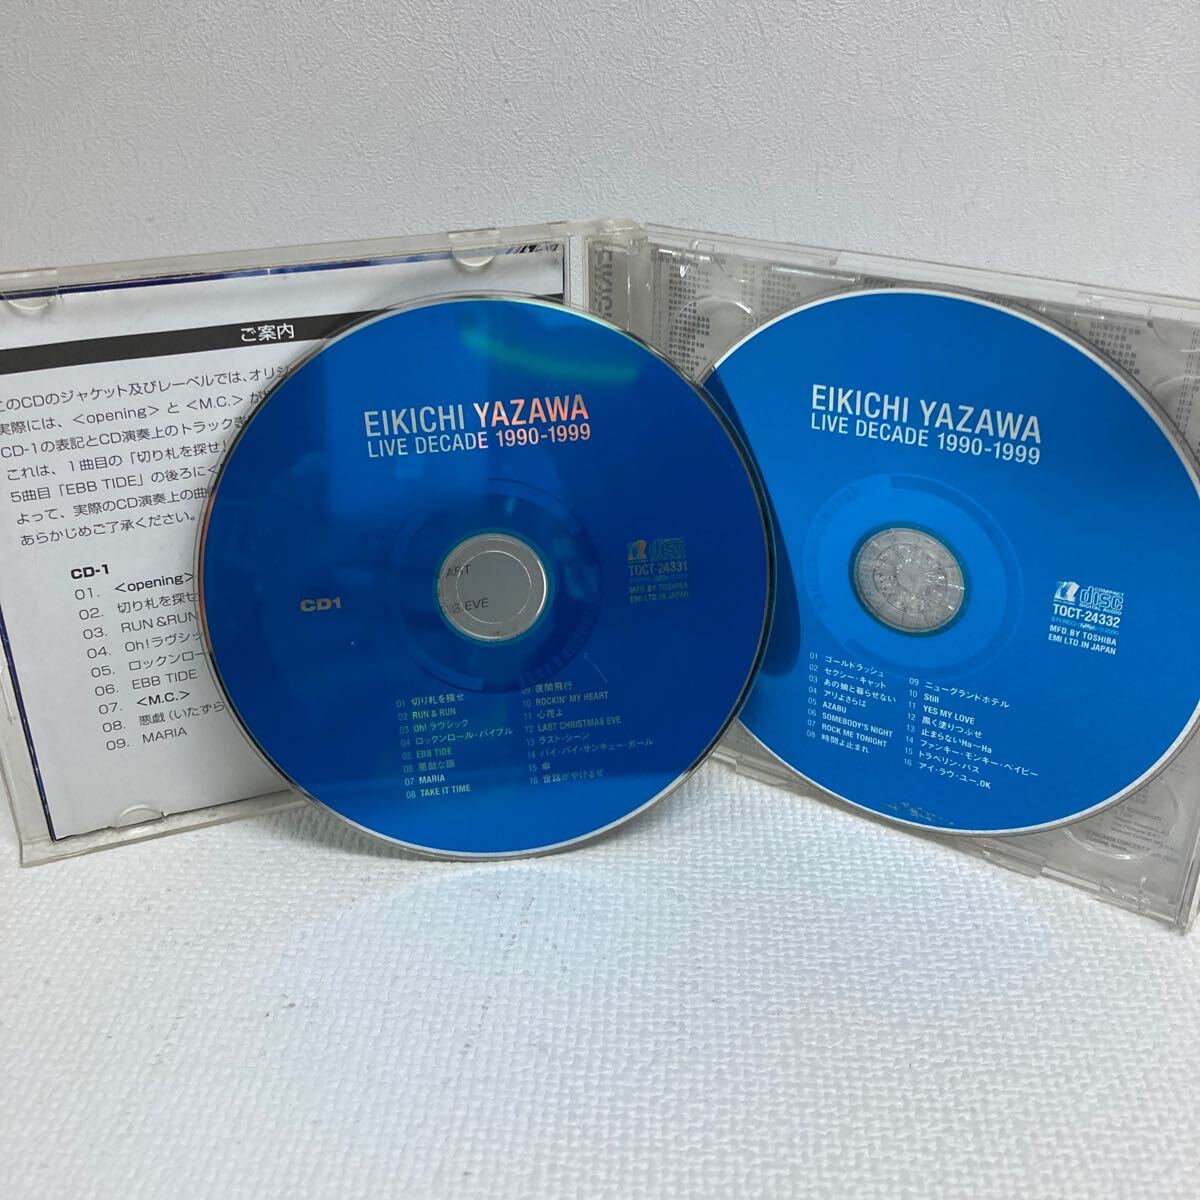 ご案内
このCDのジャケット及びレーベルでは、オリジ
実際には、<opening>と<M.C.>が
CD-1の表記とCD演奏上のトラック表
これは、1曲目の「切り札を探せ」
5曲目「EBB TIDE」の後ろに<
よって、実際のCD演奏上の曲
あらかじめご了承ください。
CD-1
01. <opening>
02. 切り札を探せ
03. RUN & RUN
04. Oh!ラヴシック
05. ロックンロー
06. EBB TIDE
07. <M.C.>
08. 悪戯(いたずら
09. MARIA
EIKICHI YAZAWA
LIVE DECADE 1990-1999
disc
TOCT-24331
STEREO
MFD.BY TOSHIBA
EMI LTD.IN JAPAN
CD1
ART
S EVE
01 切り札を探せ
02 RUN & RUN
03 Oh!ラヴシック
04 ロックンロール・バイブル
05 EBB TIDE
06 悪戯な眼
07 MARIA
08 TAKE IT TIME
09 夜間飛行
10 ROCKIN' MY HEART
11 心花よ
12 LAST CHRISTMAS EVE
13 ラスト・シーン
14 バイ・バイ・サンキュー・ガール
15 傘
16 世話がやけるぜ
EIKICHI YAZAWA
LIVE DECADE 1990-1999
COMPACT
disc
DIGITAL AUDIO
TOCT-24332
STEREO
MFD.BY TOSHIBA
EMI LTD.IN JAPAN
01 ゴールドラッシュ
02 セクシー・キャット
03 あの娘と暮らせない
04 アリよさらば
05 AZABU
06 SOMEBODY'S NIGHT
07 ROCK ME TONIGHT
08 時間よ止まれ
09 ニューグランドホテル
10 Still
11 YES MY LOVE
12 黒く塗りつぶせ
13 止まらないHa〜Ha
14 ファンキー・モンキー・ベイビー
15 トラベリン・バス
16 アイ・ラヴ・ユー,OK
EIKICH